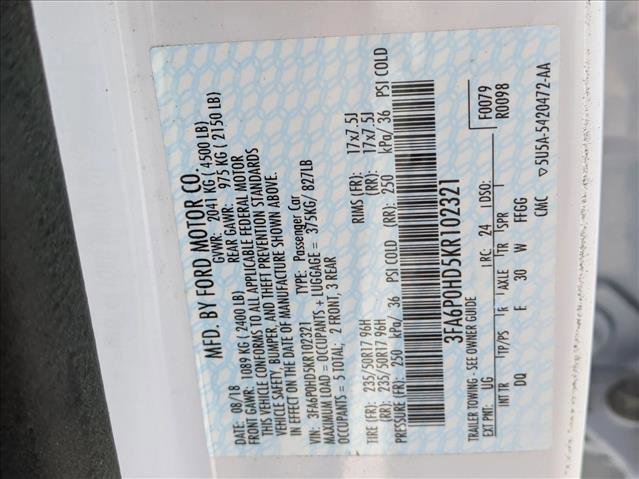 MFD. BY FORD MOTOR CO.
DATE: 08/18 GVWR: 2041 KG ( 4500 LB)
FRONT GAWR: 1089 KG ( 2400 LB) REAR GAWR: 975 KG ( 2150 LB)
THIS VEHICLE CONFORMS TO ALL APPLICABLE FEDERAL MOTOR
VEHICLE SAFETY, BUMPER, AND THEFT PREVENTION STANDARDS
IN EFFECT ON THE DATE OF MANUFACTURE SHOWN ABOVE.
VIN: 3FA6P0HD5KR102321 TYPE: Passenger Car
MAXIMUM LOAD = OCCUPANTS + LUGGAGE = 375KG/ 827LB
OCCUPANTS = 5 TOTAL; 2 FRONT, 3 REAR
TIRE (FR): 235/50R17 96H RIMS (FR): 17x7.5J
(RR): 235/50R17 96H (RR): 17x7.5J
PRESSURE (FR): 250 kPa/ 36 PSI COLD (RR): 250 kPa/ 36 PSI COLD
3FA6P0HD5KR102321
TRAILER TOWING - SEE OWNER GUIDE F0079
EXT PNT: UG RC: 24 DSO: R0098
INT TR TP/PS R AXLE TR SPR
DQ E 30 W FFGG
CMC ▽5U5A-5420472-AA